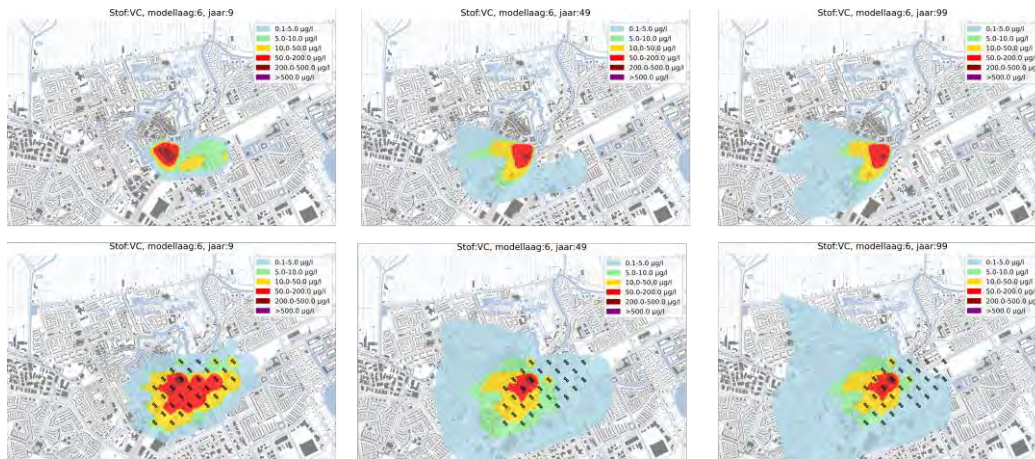 Stof:VC, modellaag:6, jaar:9
0.1-5.0 µg/l
5.0-10.0 µg/l
10,0-50,0 µg/l
50.0-200.0 µg/l
200.0-500.0 µg/l
>500.0 µg/l
Stof:VC, modellaag:6, jaar:49
0.1-5.0 µg/l
5.0-10.0 µg/l
10,0-50,0 µg/l
50.0-200.0 µg/l
200.0-500.0 µg/l
>500.0 µg/l
Stof:VC, modellaag:6, jaar:99
0.1-5.0 µg/l
5.0-10.0 µg/l
10,0-50,0 µg/l
50.0-200.0 µg/l
200.0-500.0 µg/l
>500.0 µg/l
Stof:VC, modellaag:6, jaar:9
0.1-5.0 µg/l
5.0-10.0 µg/l
10,0-50,0 µg/l
50.0-200.0 µg/l
200.0-500.0 µg/l
>500.0 µg/l
Stof:VC, modellaag:6, jaar:49
0.1-5.0 µg/l
5.0-10.0 µg/l
10,0-50,0 µg/l
50.0-200.0 µg/l
200.0-500.0 µg/l
>500.0 µg/l
Stof:VC, modellaag:6, jaar:99
0.1-5.0 µg/l
5.0-10.0 µg/l
10,0-50,0 µg/l
50.0-200.0 µg/l
200.0-500.0 µg/l
>500.0 µg/l